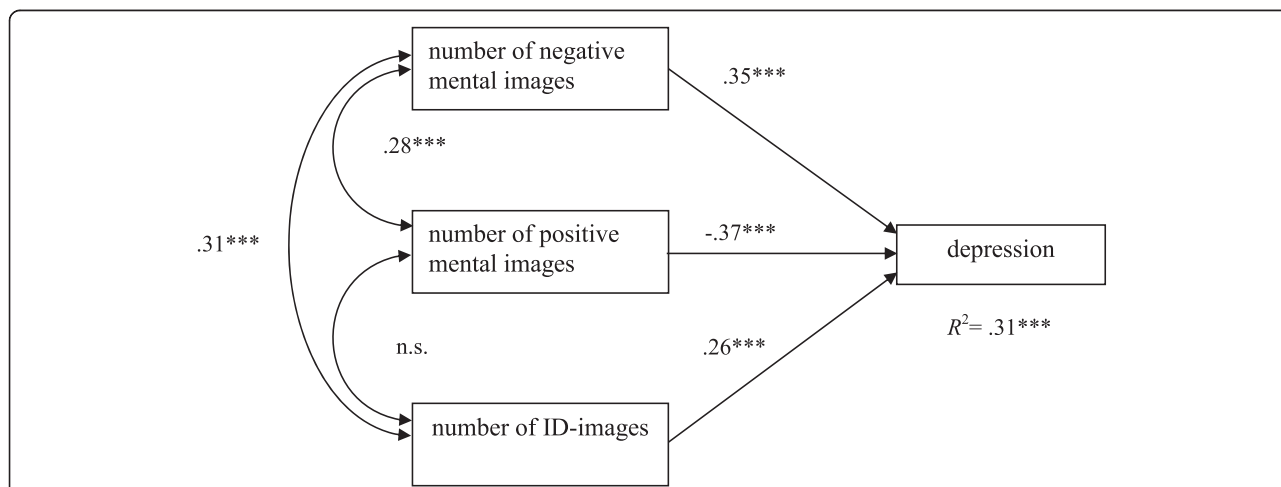 number of negative
mental images
.35***
.28***
.31***
number of positive
mental images
-.37***
depression
R²= .31***
n.s.
.26***
number of ID-images